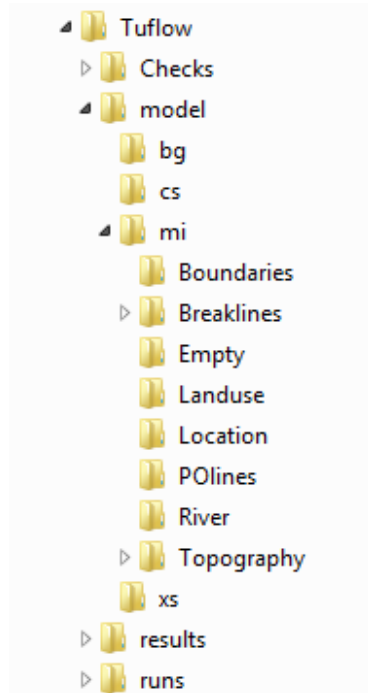 Tuflow
Checks
model
bg
cs
mi
Boundaries
Breaklines
Empty
Landuse
Location
POlines
River
Topography
xs
results
runs